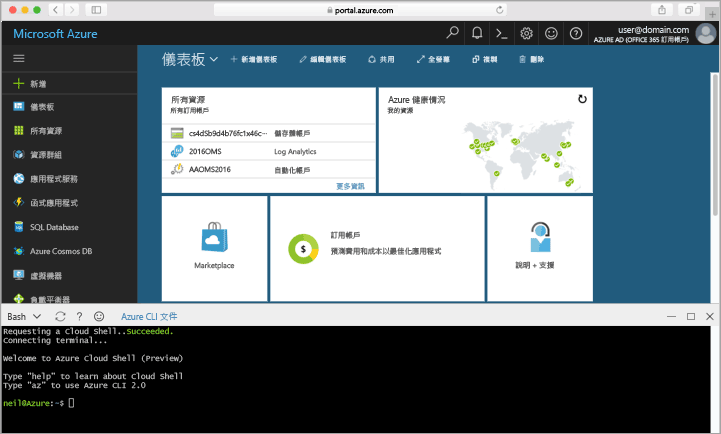 portal.azure.com
Microsoft Azure
user@domain.com
AZURE AD (OFFICE 365 訂用帳戶)
儀表板
新增儀表板
編輯儀表板
共用
全螢幕
複製
刪除
新增
儀表板
所有資源
資源群組
應用程式服務
函式應用程式
SQL Database
Azure Cosmos DB
虛擬機器
負載平衡器
所有資源
所有訂用帳戶
cs4d5b9d4b76fc1x46c... 儲存體帳戶
2016OMS Log Analytics
AAOMS2016 自動化帳戶
更多資訊
Azure 健康情況
我的資源
Marketplace
訂用帳戶
預測費用和成本以最佳化應用程式
說明 + 支援
Bash
Azure CLI 文件
Requesting a Cloud Shell..Succeeded.
Connecting terminal...
Welcome to Azure Cloud Shell (Preview)
Type "help" to learn about Cloud Shell
Type "az" to use Azure CLI 2.0
neil@Azure:~$